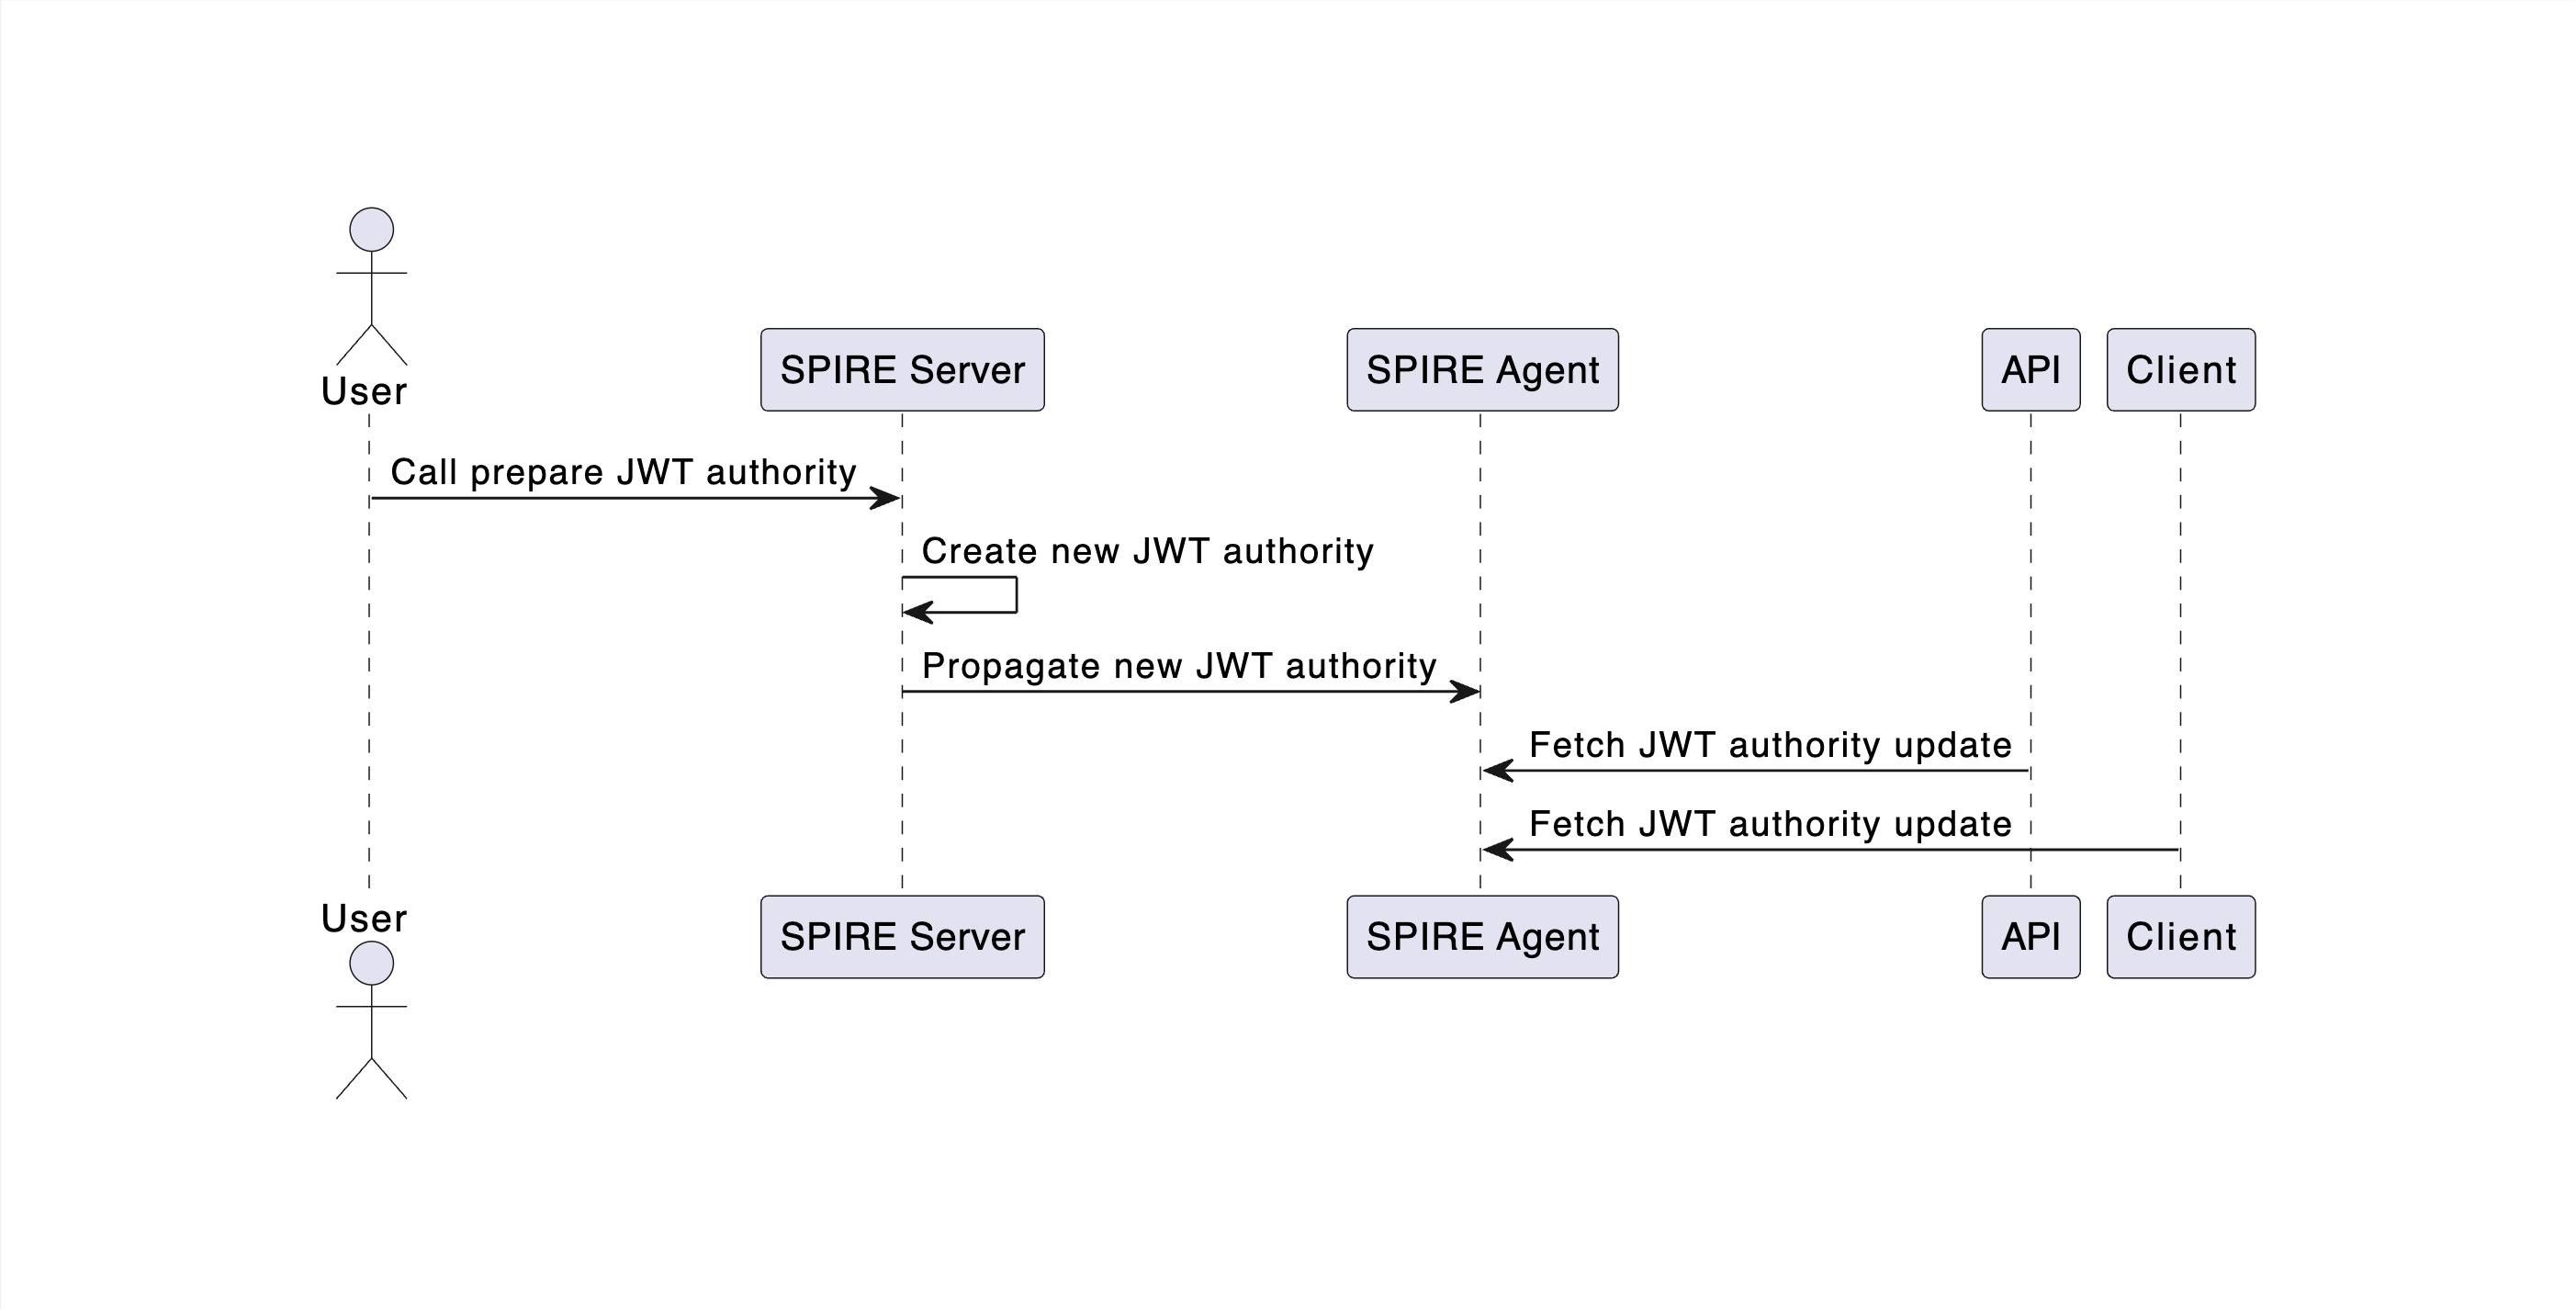 User
SPIRE Server
SPIRE Agent
API
Client
Call prepare JWT authority
Create new JWT authority
Propagate new JWT authority
Fetch JWT authority update
Fetch JWT authority update
User
SPIRE Server
SPIRE Agent
API
Client